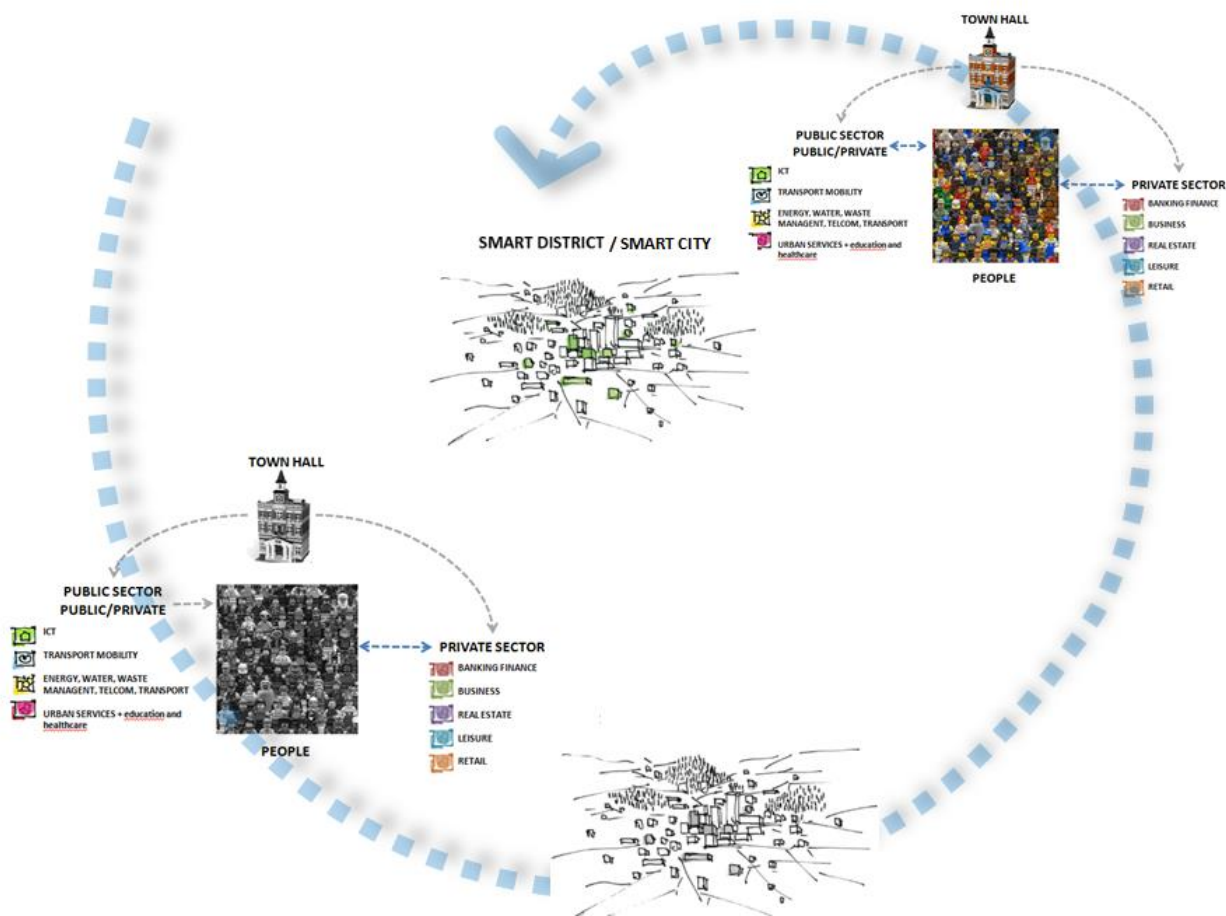 TOWN HALL
PUBLIC SECTOR
PUBLIC/PRIVATE
ICT
TRANSPORT MOBILITY
ENERGY, WATER, WASTE
MANAGENT, TELCOM, TRANSPORT
URBAN SERVICES + education and
healthcare
PEOPLE
PRIVATE SECTOR
BANKING FINANCE
BUSINESS
REAL ESTATE
LEISURE
RETAIL
SMART DISTRICT / SMART CITY
TOWN HALL
PUBLIC SECTOR
PUBLIC/PRIVATE
ICT
TRANSPORT MOBILITY
ENERGY, WATER, WASTE
MANAGENT, TELCOM, TRANSPORT
URBAN SERVICES + education and
healthcare
PEOPLE
PRIVATE SECTOR
BANKING FINANCE
BUSINESS
REAL ESTATE
LEISURE
RETAIL